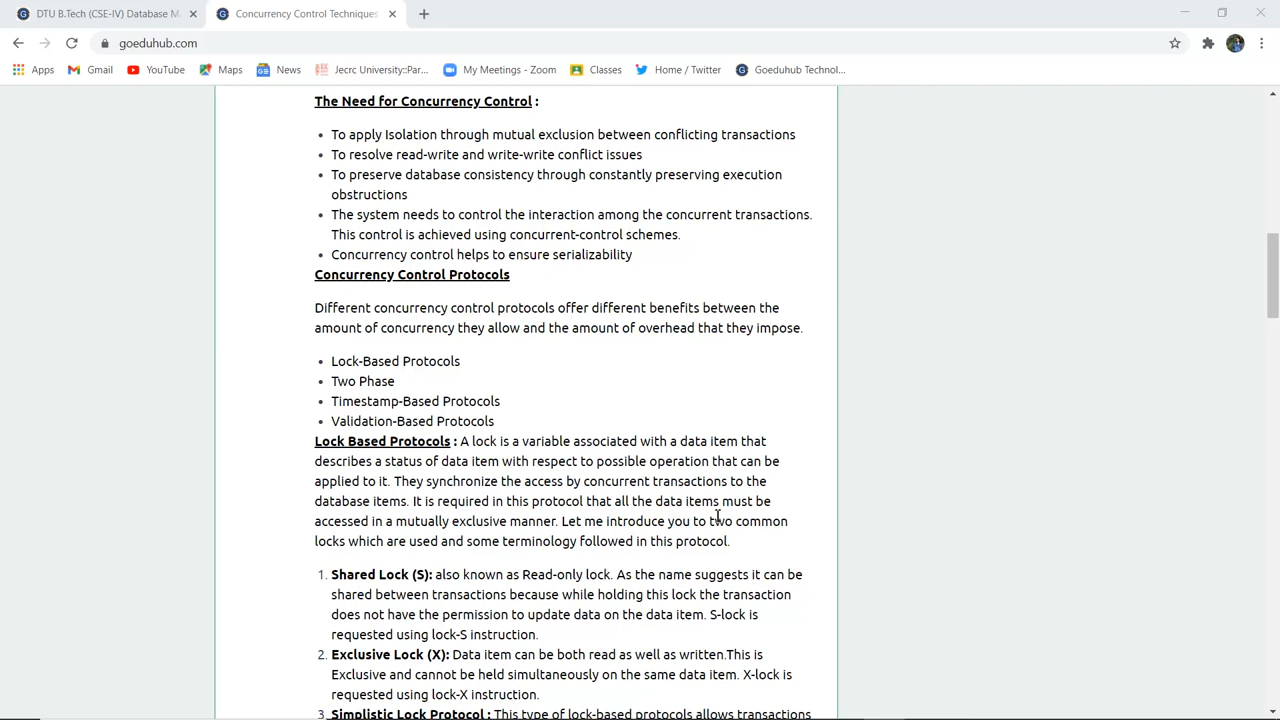 DTU B.Tech (CSE-IV) Database M
Concurrency Control Techniques
goeduhub.com
Apps Gmail YouTube Maps News Jecrc University::Par... My Meetings - Zoom Classes Home / Twitter Goeduhub Technol...
The Need for Concurrency Control :
• To apply Isolation through mutual exclusion between conflicting transactions
• To resolve read-write and write-write conflict issues
• To preserve database consistency through constantly preserving execution
obstructions
• The system needs to control the interaction among the concurrent transactions.
This control is achieved using concurrent-control schemes.
• Concurrency control helps to ensure serializability
Concurrency Control Protocols
Different concurrency control protocols offer different benefits between the
amount of concurrency they allow and the amount of overhead that they impose.
• Lock-Based Protocols
• Two Phase
• Timestamp-Based Protocols
• Validation-Based Protocols
Lock Based Protocols : A lock is a variable associated with a data item that
describes a status of data item with respect to possible operation that can be
applied to it. They synchronize the access by concurrent transactions to the
database items. It is required in this protocol that all the data items must be
accessed in a mutually exclusive manner. Let me introduce you to two common
locks which are used and some terminology followed in this protocol.
1. Shared Lock (S): also known as Read-only lock. As the name suggests it can be
shared between transactions because while holding this lock the transaction
does not have the permission to update data on the data item. S-lock is
requested using lock-S instruction.
2. Exclusive Lock (X): Data item can be both read as well as written.This is
Exclusive and cannot be held simultaneously on the same data item. X-lock is
requested using lock-X instruction.
3. Simplistic Lock Protocol : This type of lock-based protocols allows transactions